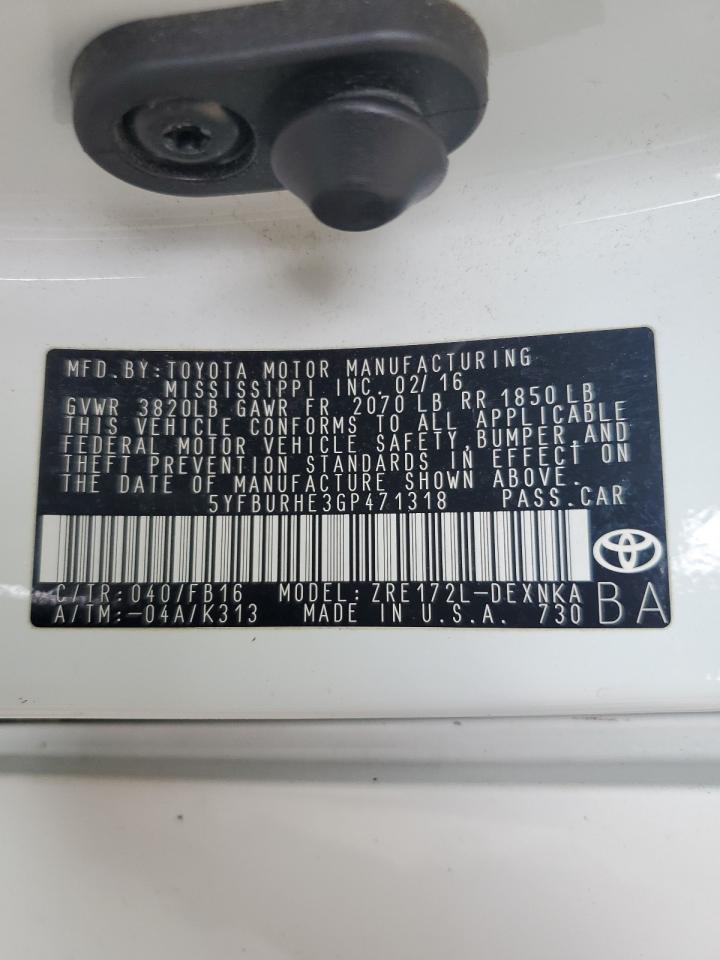 MFD. BY: TOYOTA MOTOR MANUFACTURING
MISSISSIPPI INC. 02/16
GVWR 3820LB GAWR FR 2070 LB RR 1850 LB
THIS VEHICLE CONFORMS TO ALL APPLICABLE
FEDERAL MOTOR VEHICLE SAFETY, BUMPER, AND
THEFT PREVENTION STANDARDS IN EFFECT ON
THE DATE OF MANUFACTURE SHOWN ABOVE.
5YFBURHE3GP471318 PASS. CAR
C/TR: 040/FB16 MODEL: ZRE172L-DEXNKA
A/TM:-04A/K313 MADE IN U.S.A. 730
BA